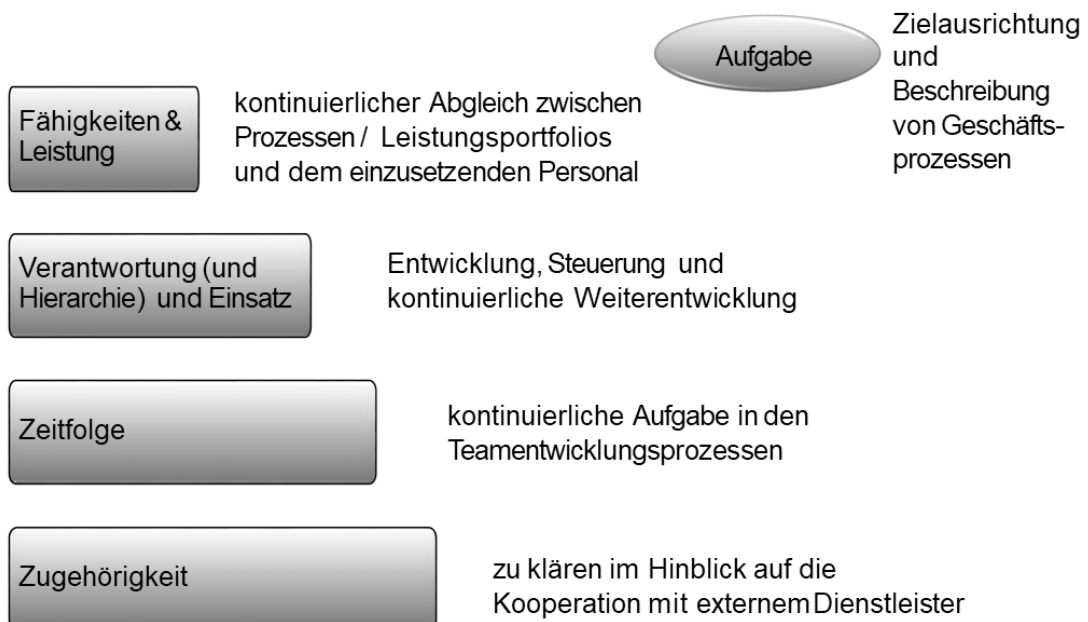 Aufgabe
Zielausrichtung
und
Beschreibung
von Geschäfts-
prozessen
Fähigkeiten &
Leistung
kontinuierlicher Abgleich zwischen
Prozessen / Leistungsportfolios
und dem einzusetzenden Personal
Verantwortung (und
Hierarchie) und Einsatz
Entwicklung, Steuerung und
kontinuierliche Weiterentwicklung
Zeitfolge
kontinuierliche Aufgabe in den
Teamentwicklungsprozessen
Zugehörigkeit
zu klären im Hinblick auf die
Kooperation mit externem Dienstleister